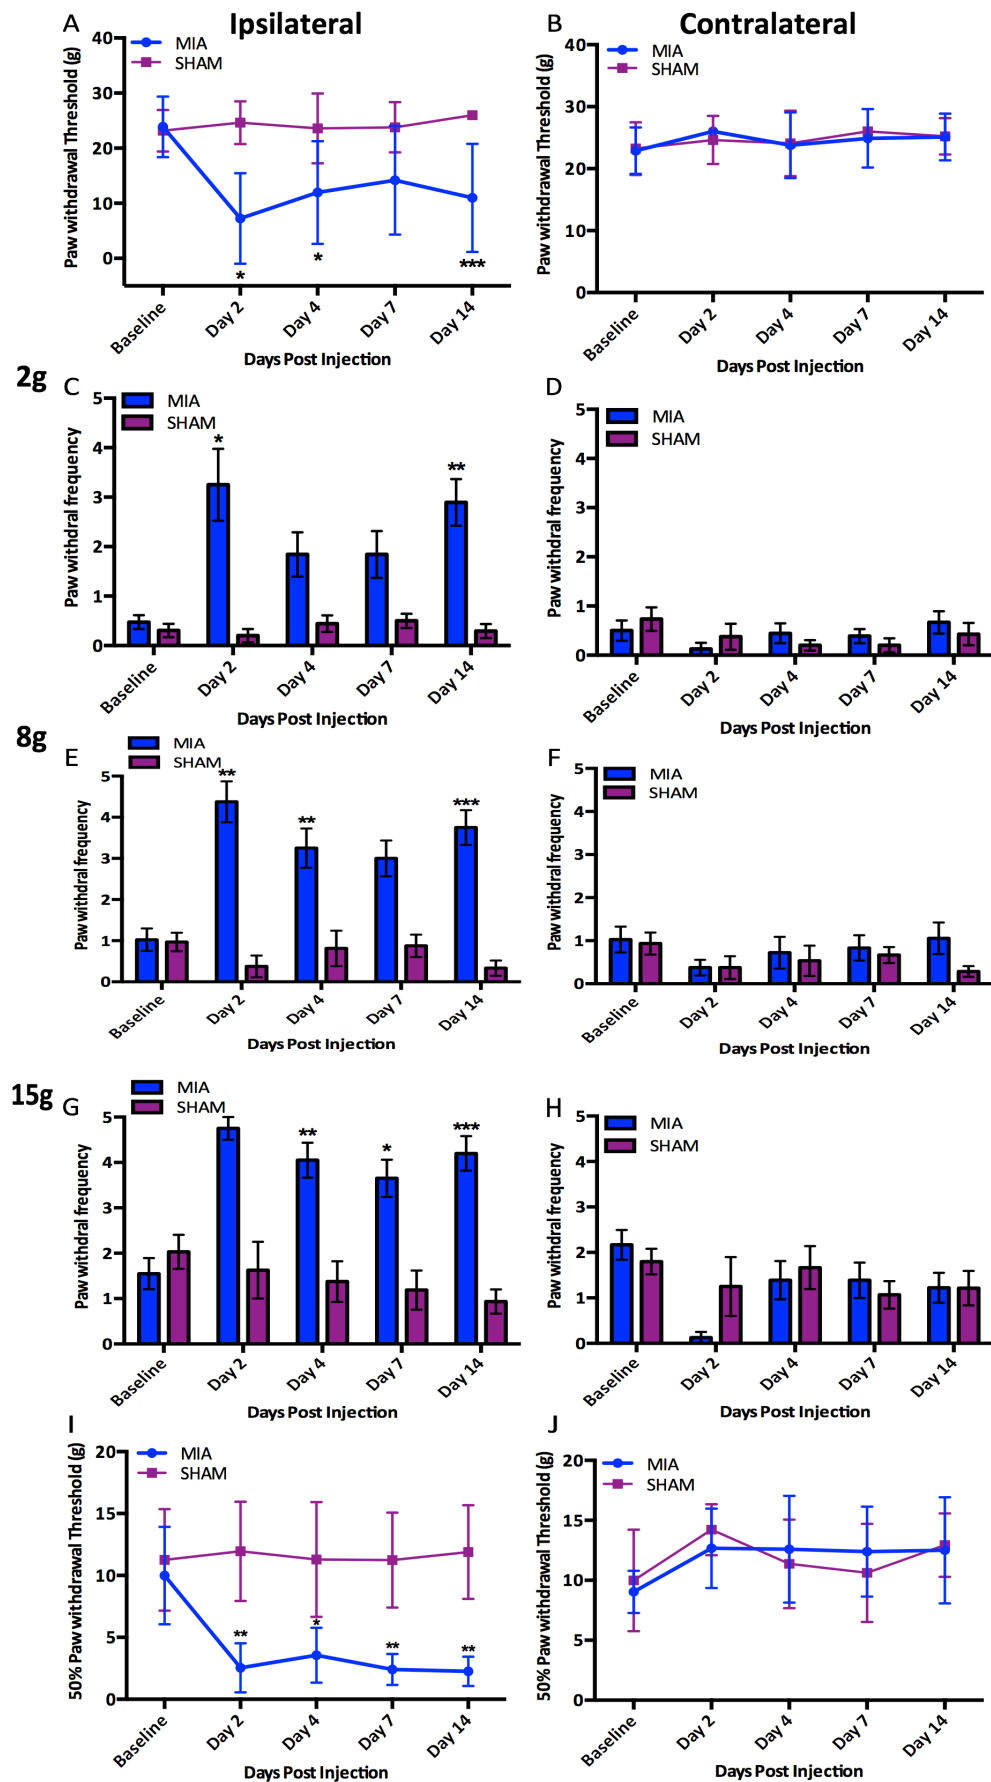 Ipsilateral
Contralateral
A
MIA
SHAM
Paw withdrawal Threshold (g)
40
30
20
10
0
* * ***
Baseline Day 2 Day 4 Day 7 Day 14
Days Post Injection
B
MIA
SHAM
Paw withdrawal Threshold (g)
40
30
20
10
0
Baseline Day 2 Day 4 Day 7 Day 14
Days Post Injection
2g
C
MIA
SHAM
Paw withdral frequency
5
4
3
2
1
0
* **
Baseline Day 2 Day 4 Day 7 Day 14
Days Post Injection
D
MIA
SHAM
Paw withdral frequency
5
4
3
2
1
0
Baseline Day 2 Day 4 Day 7 Day 14
Days Post Injection
8g
E
MIA
SHAM
Paw withdral frequency
5
4
3
2
1
0
** ** ***
Baseline Day 2 Day 4 Day 7 Day 14
Days Post Injection
F
MIA
SHAM
Paw withdral frequency
5
4
3
2
1
0
Baseline Day 2 Day 4 Day 7 Day 14
Days Post Injection
15g
G
MIA
SHAM
Paw withdral frequency
5
4
3
2
1
0
** * ***
Baseline Day 2 Day 4 Day 7 Day 14
Days Post Injection
H
MIA
SHAM
Paw withdral frequency
5
4
3
2
1
0
Baseline Day 2 Day 4 Day 7 Day 14
Days Post Injection
I
MIA
SHAM
50% Paw withdrawal Threshold (g)
20
15
10
5
0
** * ** **
Baseline Day 2 Day 4 Day 7 Day 14
Days Post Injection
J
MIA
SHAM
50% Paw withdrawal Threshold (g)
20
15
10
5
0
Baseline Day 2 Day 4 Day 7 Day 14
Days Post Injection